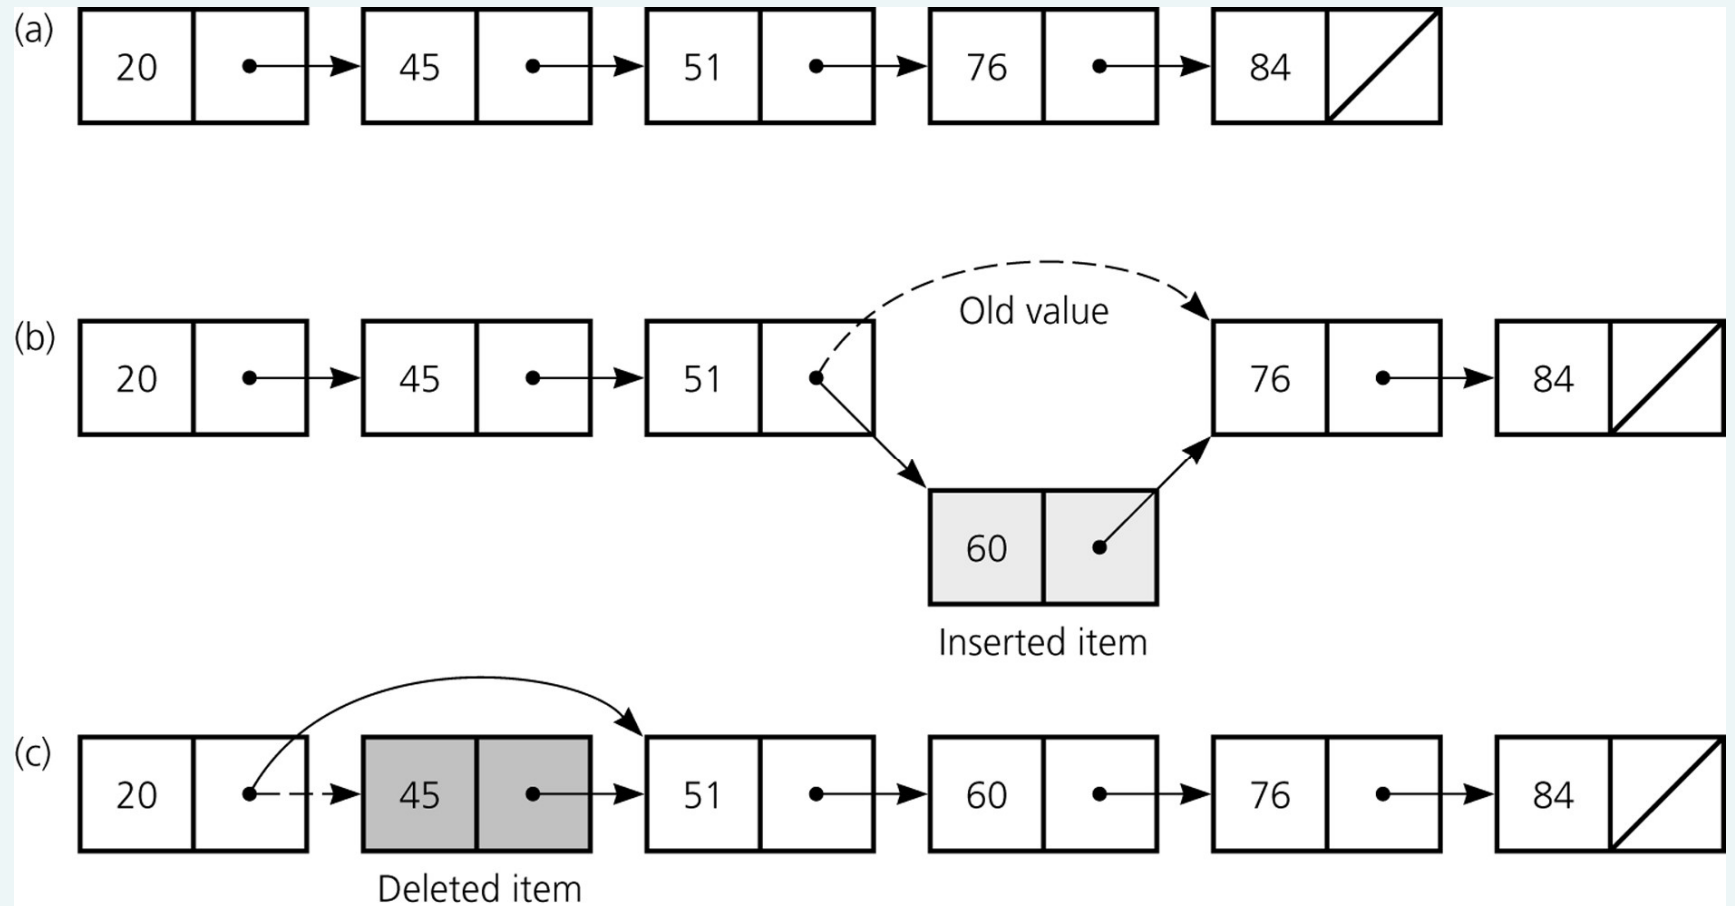 (a)
20 45 51 76 84
Old value
(b)
20 45 51 76 84
60
Inserted item
(c)
20 45 51 60 76 84
Deleted item